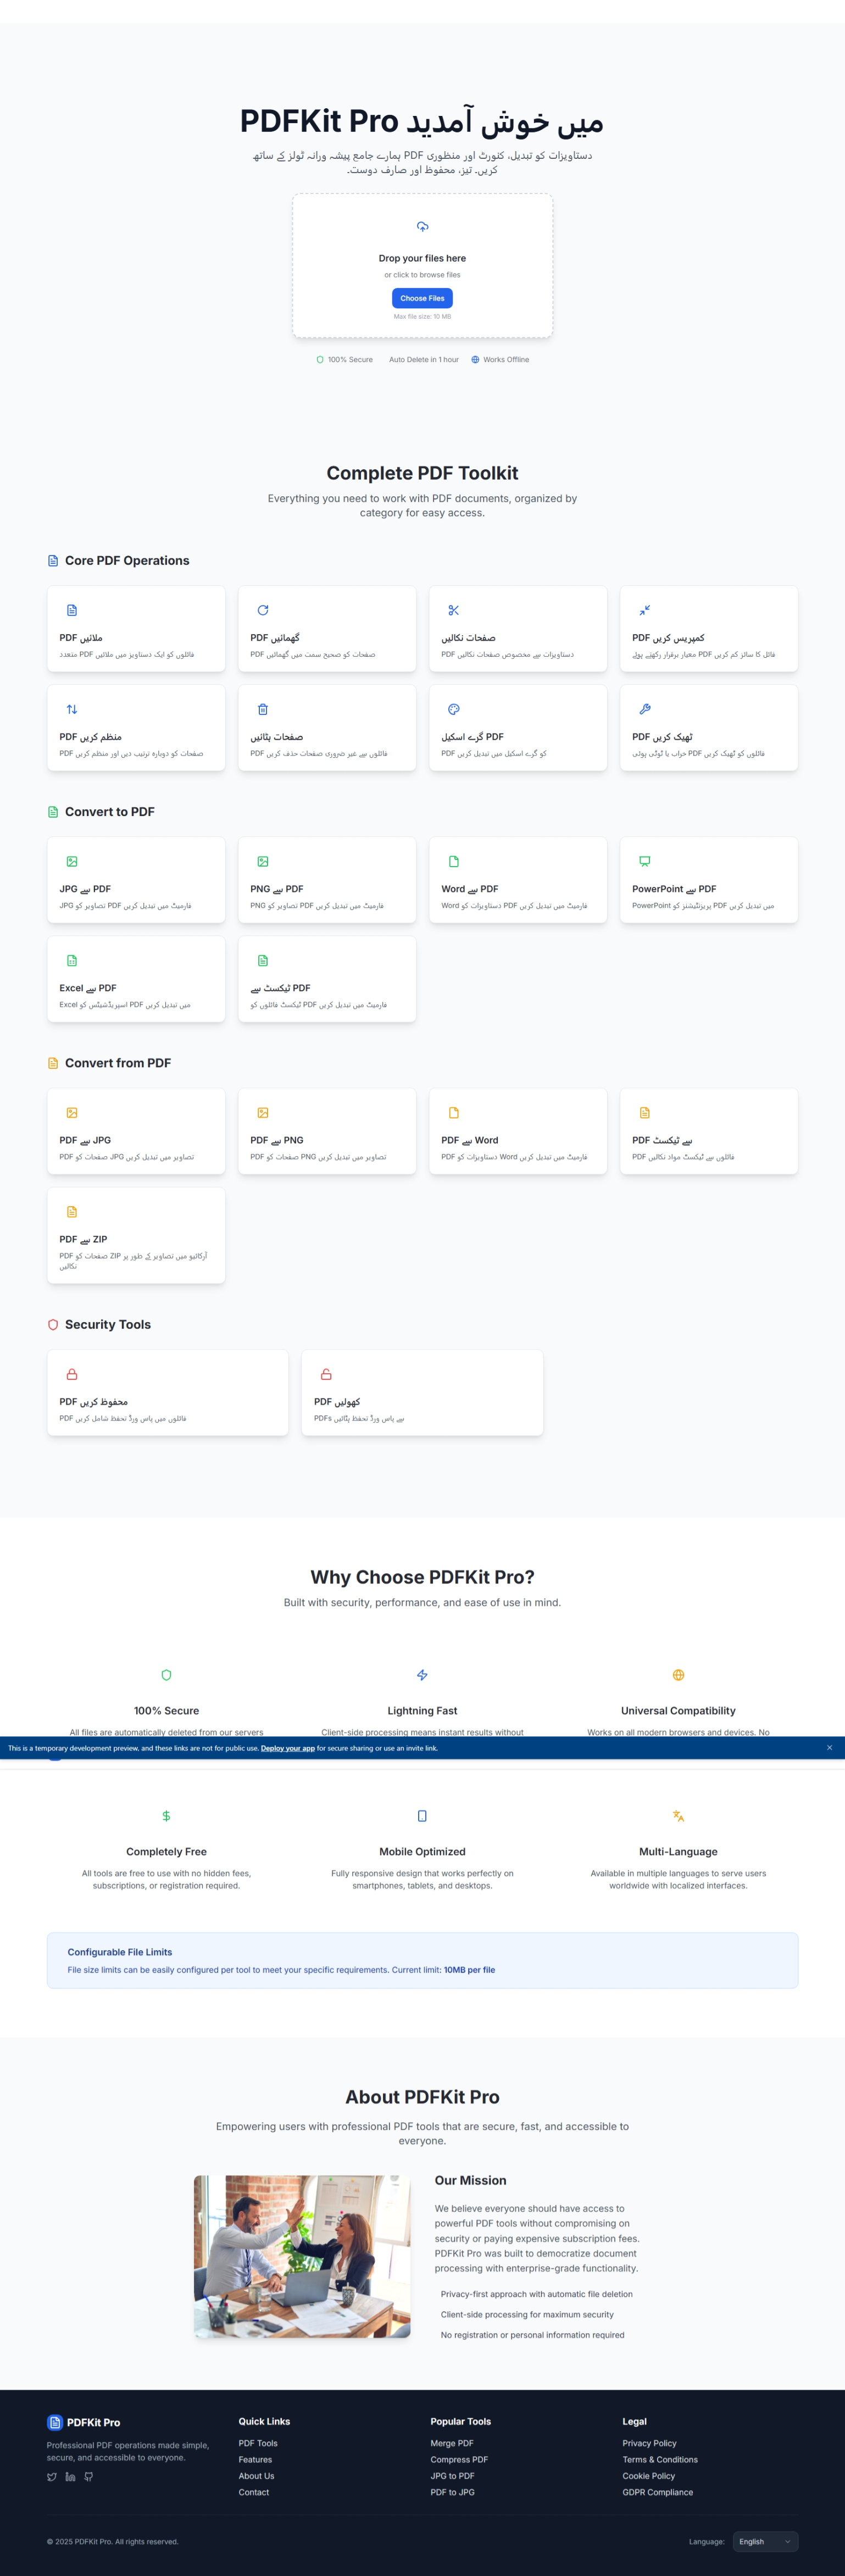 PDFKit Pro میں خوش آمدید
دستاویزات کو تبدیل، کنورٹ اور منظوری PDF ہمارے جامع پیشہ ورانہ ٹولز کے ساتھ
کریں۔ تیز، محفوظ اور صارف دوست۔
Drop your files here
or click to browse files
Choose Files
Max file size: 10 MB
100% Secure
Auto Delete in 1 hour
Works Offline
Complete PDF Toolkit
Everything you need to work with PDF documents, organized by
category for easy access.
Core PDF Operations
PDF ملائیں
متعدد PDF فائلوں کو ایک دستاویز میں ملائیں
PDF گھمائیں
PDF صفحات کو صحیح سمت میں گھمائیں
صفحات نکالیں
PDF دستاویزات سے مخصوص صفحات نکالیں
PDF کمپریس کریں
معیار برقرار رکھتے ہوئے PDF فائل کا سائز کم کریں
PDF منظم کریں
PDF صفحات کو دوبارہ ترتیب دیں اور منظم کریں
صفحات ہٹائیں
PDF فائلوں سے غیر ضروری صفحات حذف کریں
PDF گرے اسکیل
PDF کو گرے اسکیل میں تبدیل کریں
PDF ٹھیک کریں
خراب یا ٹوٹی ہوئی PDF فائلوں کو ٹھیک کریں
Convert to PDF
JPG سے PDF
JPG تصاویر کو PDF فارمیٹ میں تبدیل کریں
PNG سے PDF
PNG تصاویر کو PDF فارمیٹ میں تبدیل کریں
Word سے PDF
Word دستاویزات کو PDF فارمیٹ میں تبدیل کریں
PowerPoint سے PDF
PowerPoint پریزنٹیشنز کو PDF میں تبدیل کریں
Excel سے PDF
Excel اسپریڈشیٹس کو PDF میں تبدیل کریں
ٹیکسٹ سے PDF
ٹیکسٹ فائلوں کو PDF فارمیٹ میں تبدیل کریں
Convert from PDF
PDF سے JPG
PDF صفحات کو JPG تصاویر میں تبدیل کریں
PDF سے PNG
PDF صفحات کو PNG تصاویر میں تبدیل کریں
PDF سے Word
PDF دستاویزات کو Word فارمیٹ میں تبدیل کریں
PDF سے ٹیکسٹ
PDF فائلوں سے ٹیکسٹ مواد نکالیں
PDF سے ZIP
PDF صفحات کو ZIP آرکائیو میں تصاویر کے طور پر
نکالیں
Security Tools
PDF محفوظ کریں
PDF فائلوں میں پاس ورڈ تحفظ شامل کریں
PDF کھولیں
PDFs سے پاس ورڈ تحفظ ہٹائیں
Why Choose PDFKit Pro?
Built with security, performance, and ease of use in mind.
100% Secure
All files are automatically deleted from our servers
Lightning Fast
Client-side processing means instant results without
Universal Compatibility
Works on all modern browsers and devices. No
This is a temporary development preview, and these links are not for public use. Deploy your app for secure sharing or use an invite link.
Completely Free
All tools are free to use with no hidden fees,
subscriptions, or registration required.
Mobile Optimized
Fully responsive design that works perfectly on
smartphones, tablets, and desktops.
Multi-Language
Available in multiple languages to serve users
worldwide with localized interfaces.
Configurable File Limits
File size limits can be easily configured per tool to meet your specific requirements. Current limit: 10MB per file
About PDFKit Pro
Empowering users with professional PDF tools that are secure, fast, and accessible to
everyone.
Our Mission
We believe everyone should have access to
powerful PDF tools without compromising on
security or paying expensive subscription fees.
PDFKit Pro was built to democratize document
processing with enterprise-grade functionality.
Privacy-first approach with automatic file deletion
Client-side processing for maximum security
No registration or personal information required
PDFKit Pro
Professional PDF operations made simple,
secure, and accessible to everyone.
Quick Links
PDF Tools
Features
About Us
Contact
Popular Tools
Merge PDF
Compress PDF
JPG to PDF
PDF to JPG
Legal
Privacy Policy
Terms & Conditions
Cookie Policy
GDPR Compliance
© 2025 PDFKit Pro. All rights reserved.
Language:
English